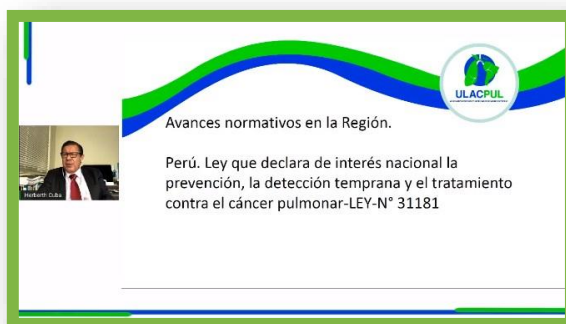 ULACPUL
Avances normativos en la Región.
Perú. Ley que declara de interés nacional la
prevención, la detección temprana y el tratamiento
contra el cáncer pulmonar-LEY-N° 31181
Herberth Cuba